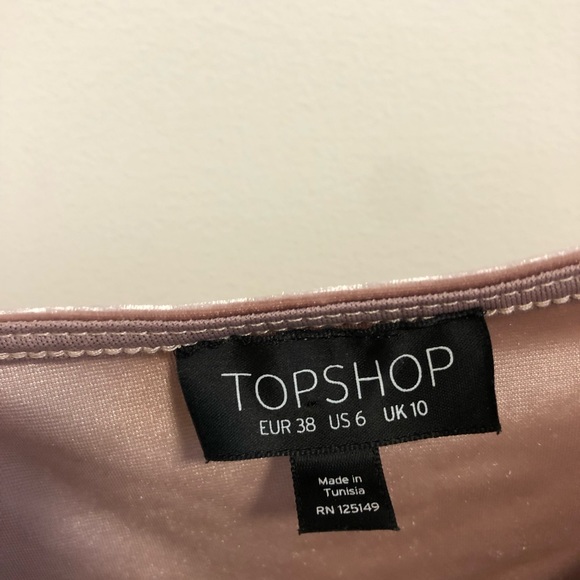 TOPSHOP
EUR 38 US 6 UK 10
Made in
Tunisia
RN 125149